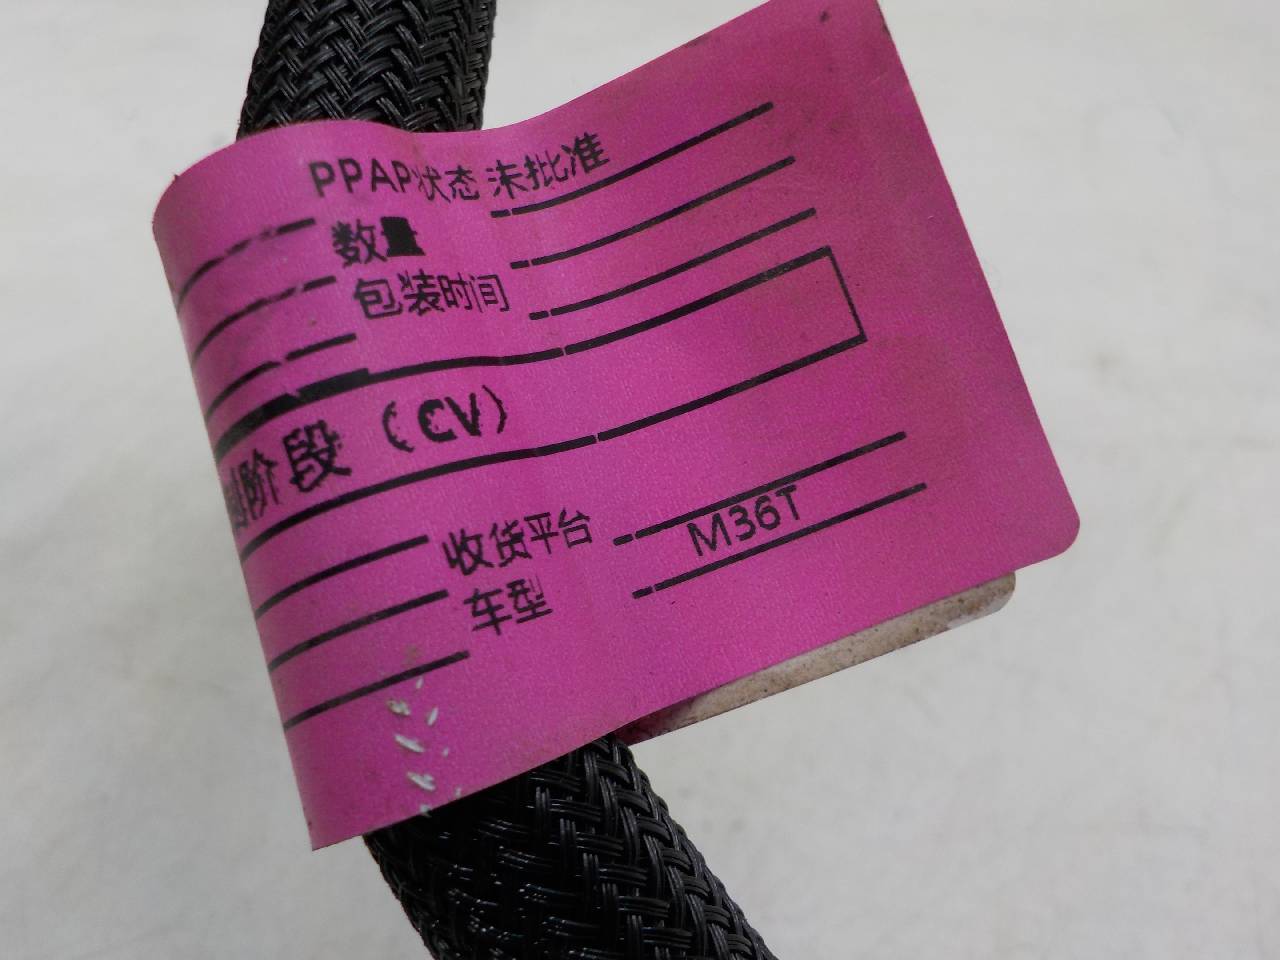 PPAP状态 未批准
数量
包装时间
阶段（CV）
收货平台
车型 M36T